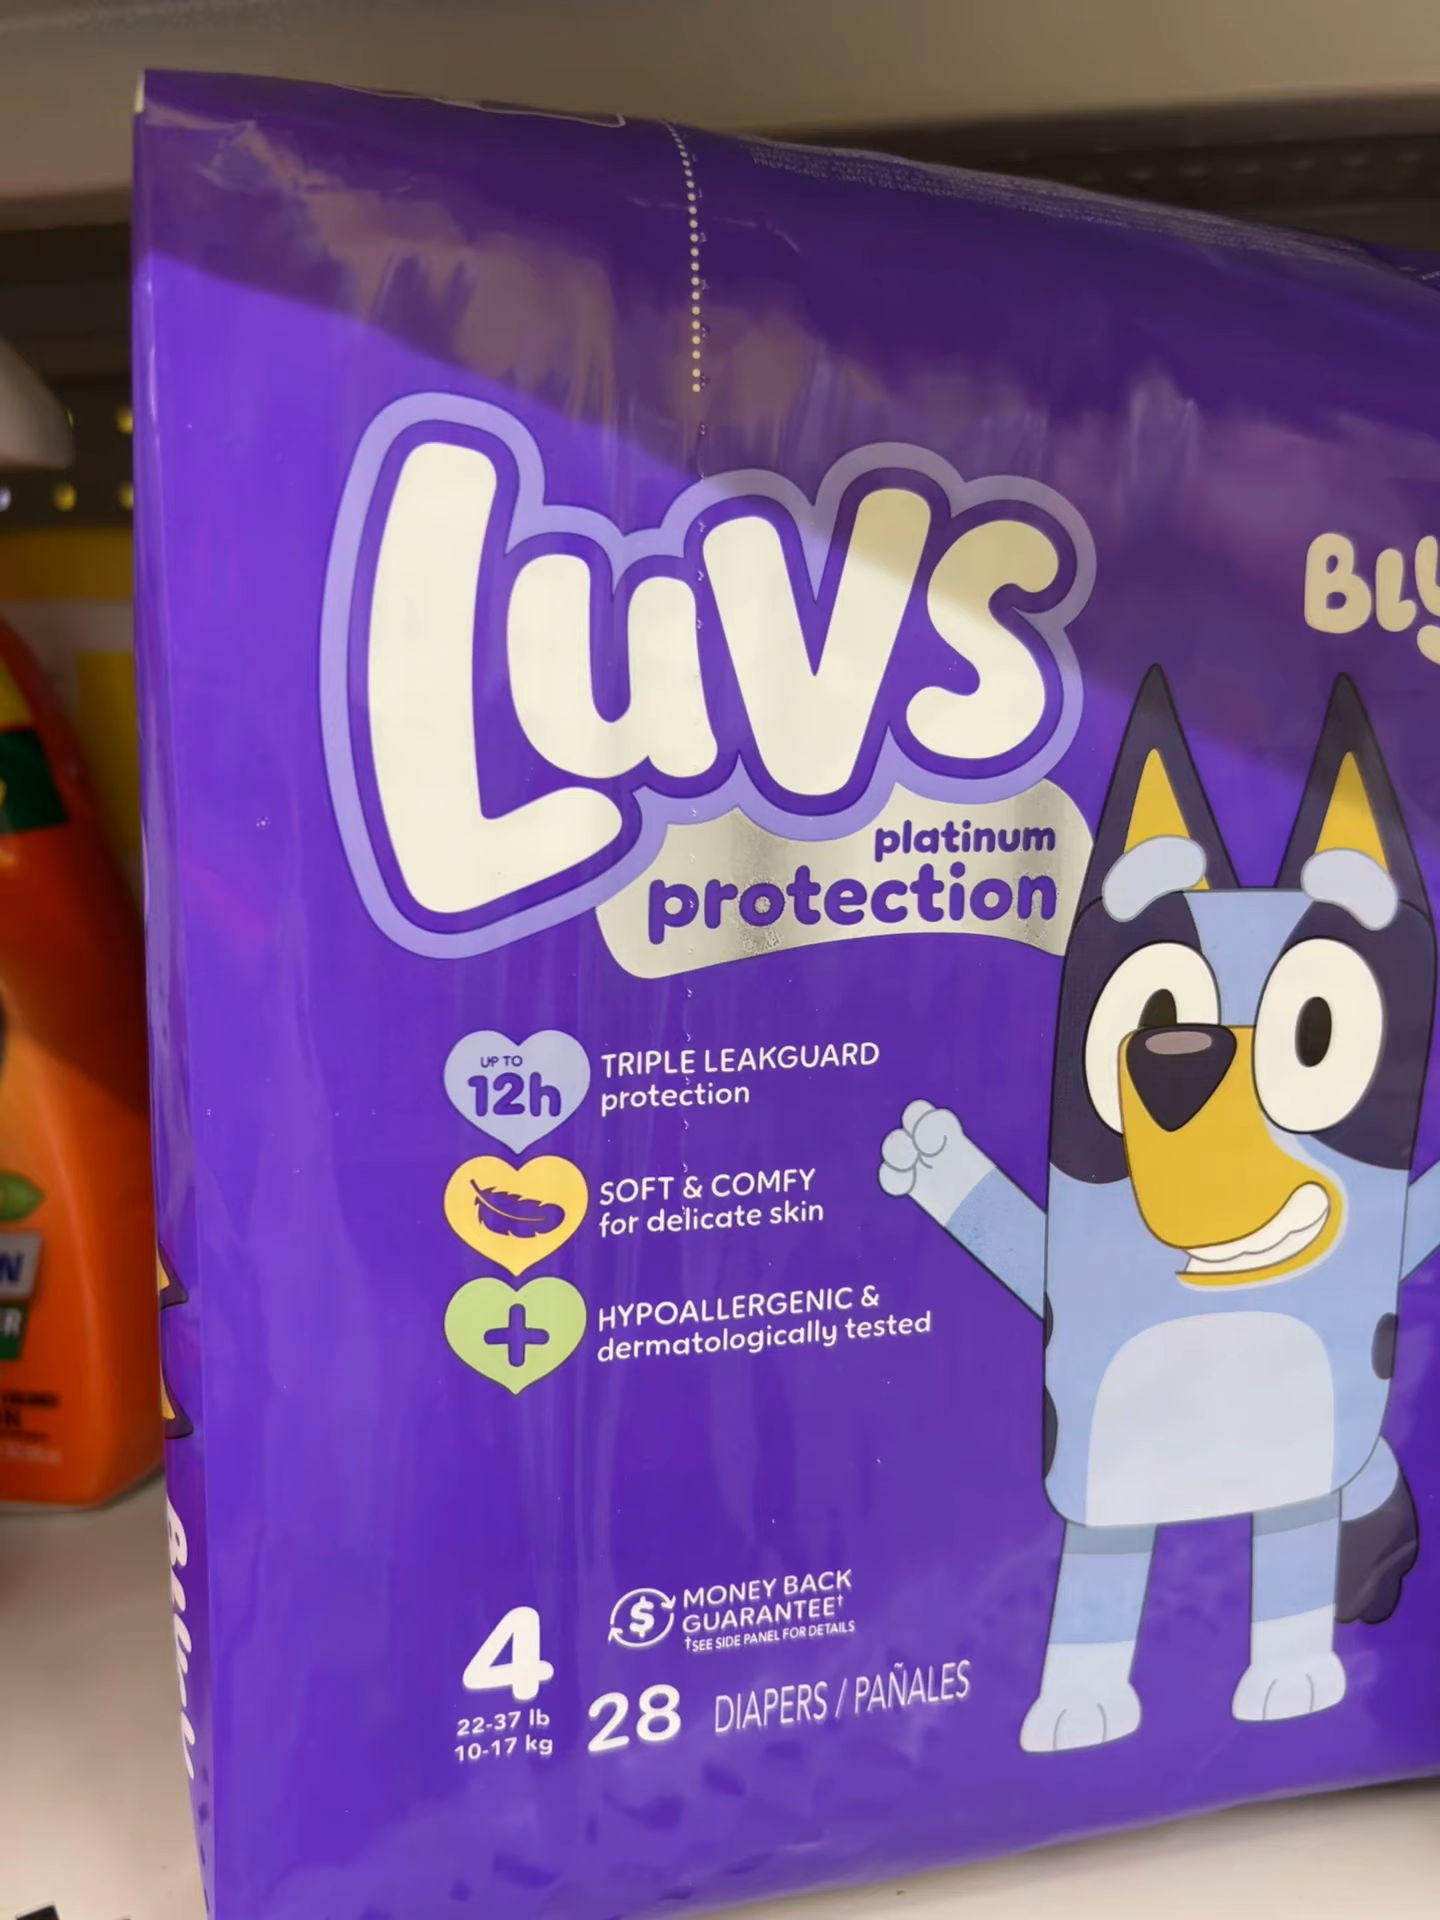 Luvs
platinum
protection
BLU
UP TO
12h
TRIPLE LEAKGUARD
protection
SOFT & COMFY
for delicate skin
HYPOALLERGENIC &
dermatologically tested
MONEY BACK
GUARANTEE†
†SEE SIDE PANEL FOR DETAILS
4
22-37 lb
10-17 kg
28 DIAPERS / PAÑALES